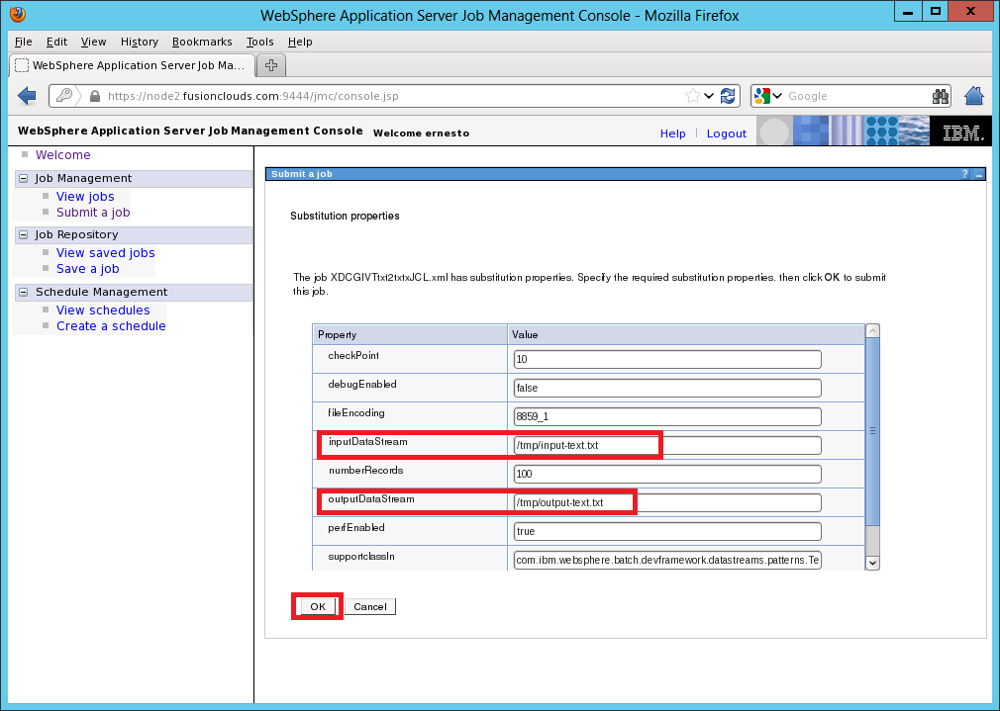 WebSphere Application Server Job Management Console - Mozilla Firefox
X
File Edit View History Bookmarks Tools Help
WebSphere Application Server Job Ma...
https://node2.fusionclouds.com:9444/jmc/console.jsp
Google
WebSphere Application Server Job Management Console Welcome ernesto
Help | Logout
IBM.
Welcome
Job Management
View jobs
Submit a job
Job Repository
View saved jobs
Save a job
Schedule Management
View schedules
Create a schedule
Submit a job ? _
Substitution properties
The job XDCGIVTtxt2txtxJCL.xml has substitution properties. Specify the required substitution properties, then click OK to submit
this job.
Property Value
checkPoint 10
debugEnabled false
fileEncoding 8859_1
inputDataStream /tmp/input-text.txt
numberRecords 100
outputDataStream /tmp/output-text.txt
perfEnabled true
supportclassIn com.ibm.websphere.batch.devframework.datastreams.patterns.Te
OK Cancel